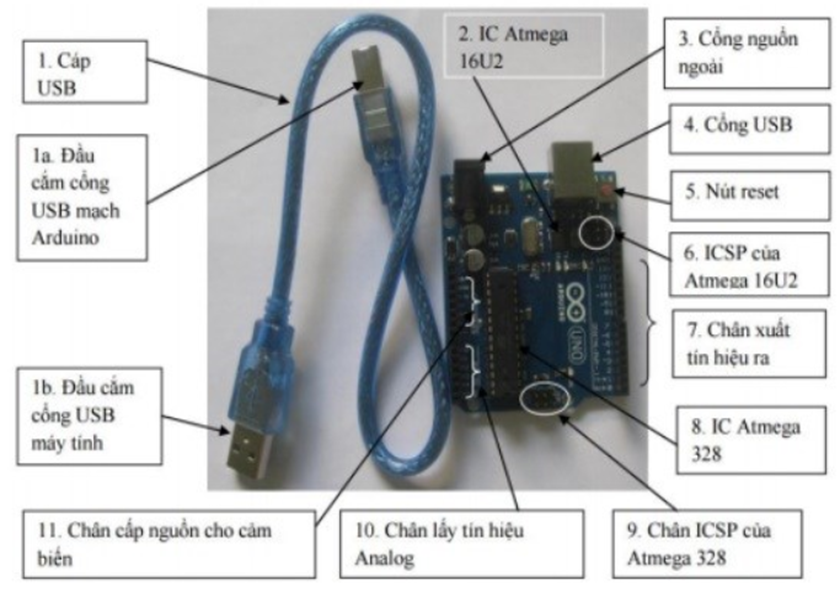 1. Cáp
USB
2. IC Atmega
16U2
3. Cổng nguồn
ngoài
1a. Đầu
cắm cổng
USB mạch
Arduino
4. Cổng USB
5. Nút reset
6. ICSP của
Atmega 16U2
7. Chân xuất
tín hiệu ra
ARDUINO
UNO
1b. Đầu cắm
cổng USB
máy tính
8. IC Atmega
328
11. Chân cấp nguồn cho cảm
biến
10. Chân lấy tín hiệu
Analog
9. Chân ICSP của
Atmega 328